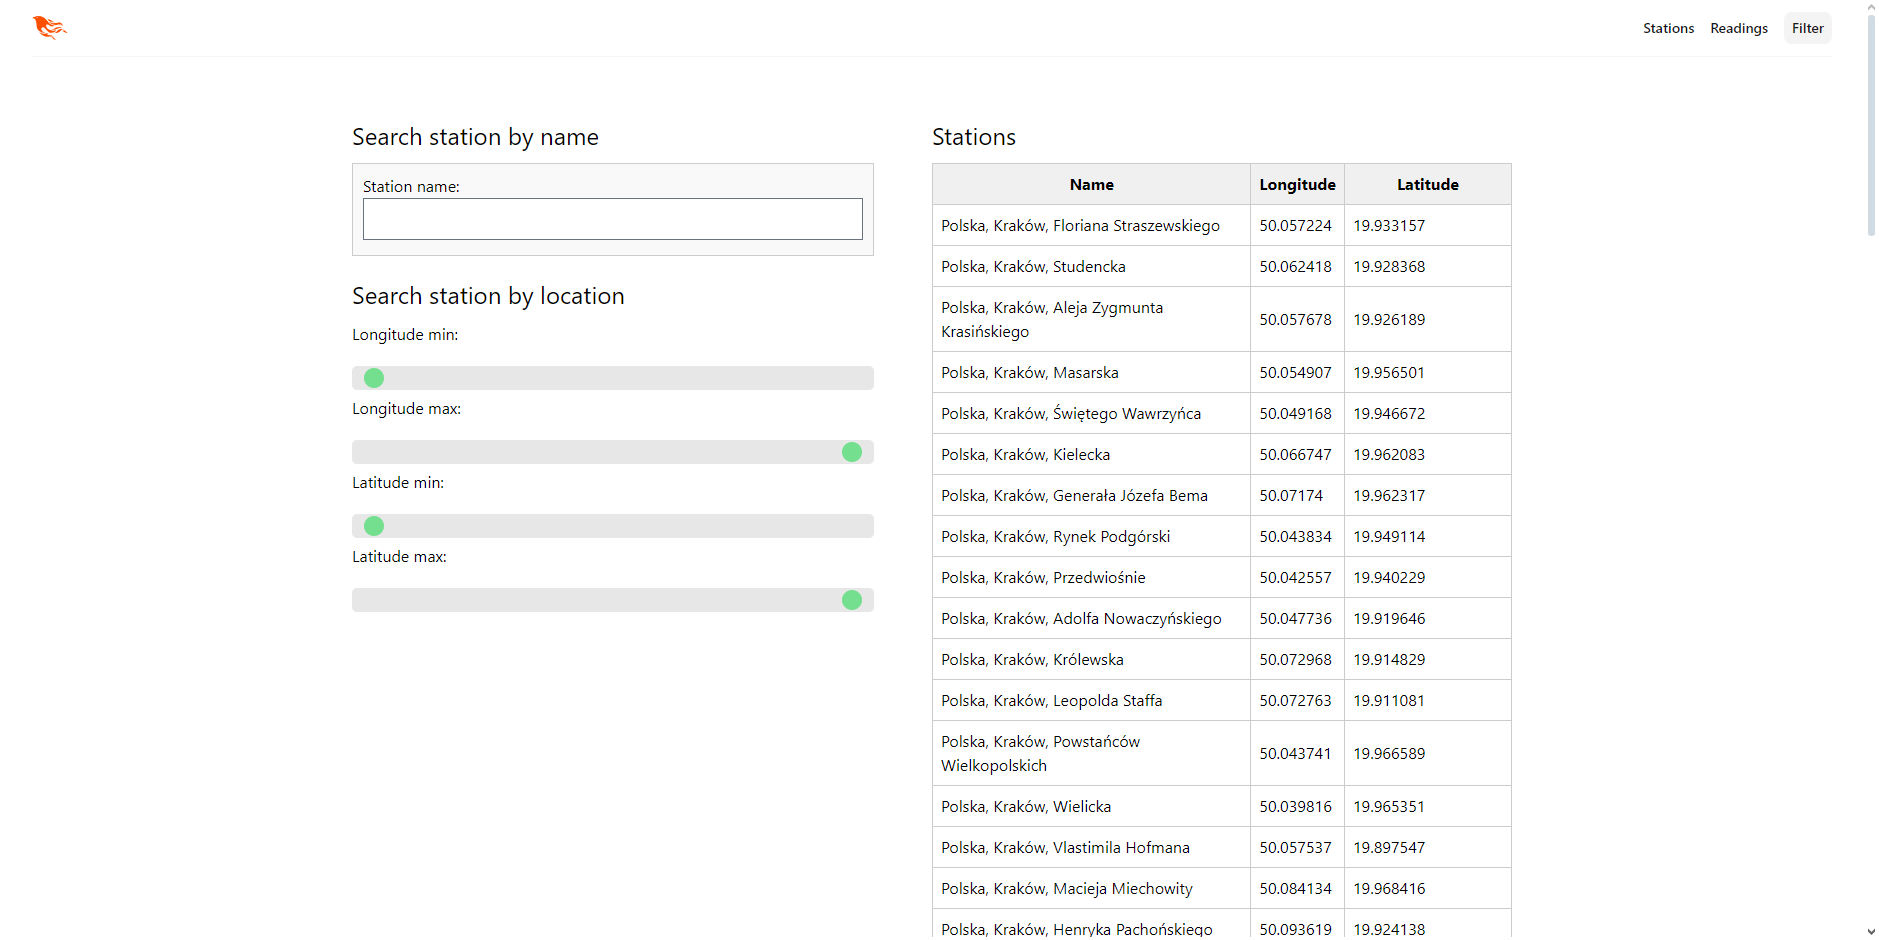 Stations Readings Filter
Search station by name
Station name:
Search station by location
Longitude min:
Longitude max:
Latitude min:
Latitude max:
Stations
Name Longitude Latitude
Polska, Kraków, Floriana Straszewskiego 50.057224 19.933157
Polska, Kraków, Studencka 50.062418 19.928368
Polska, Kraków, Aleja Zygmunta
Krasińskiego 50.057678 19.926189
Polska, Kraków, Masarska 50.054907 19.956501
Polska, Kraków, Świętego Wawrzyńca 50.049168 19.946672
Polska, Kraków, Kielecka 50.066747 19.962083
Polska, Kraków, Generała Józefa Bema 50.07174 19.962317
Polska, Kraków, Rynek Podgórski 50.043834 19.949114
Polska, Kraków, Przedwiośnie 50.042557 19.940229
Polska, Kraków, Adolfa Nowaczyńskiego 50.047736 19.919646
Polska, Kraków, Królewska 50.072968 19.914829
Polska, Kraków, Leopolda Staffa 50.072763 19.911081
Polska, Kraków, Powstańców
Wielkopolskich 50.043741 19.966589
Polska, Kraków, Wielicka 50.039816 19.965351
Polska, Kraków, Vlastimila Hofmana 50.057537 19.897547
Polska, Kraków, Macieja Miechowity 50.084134 19.968416
Polska, Kraków, Henryka Pachońskiego 50.093619 19.924138